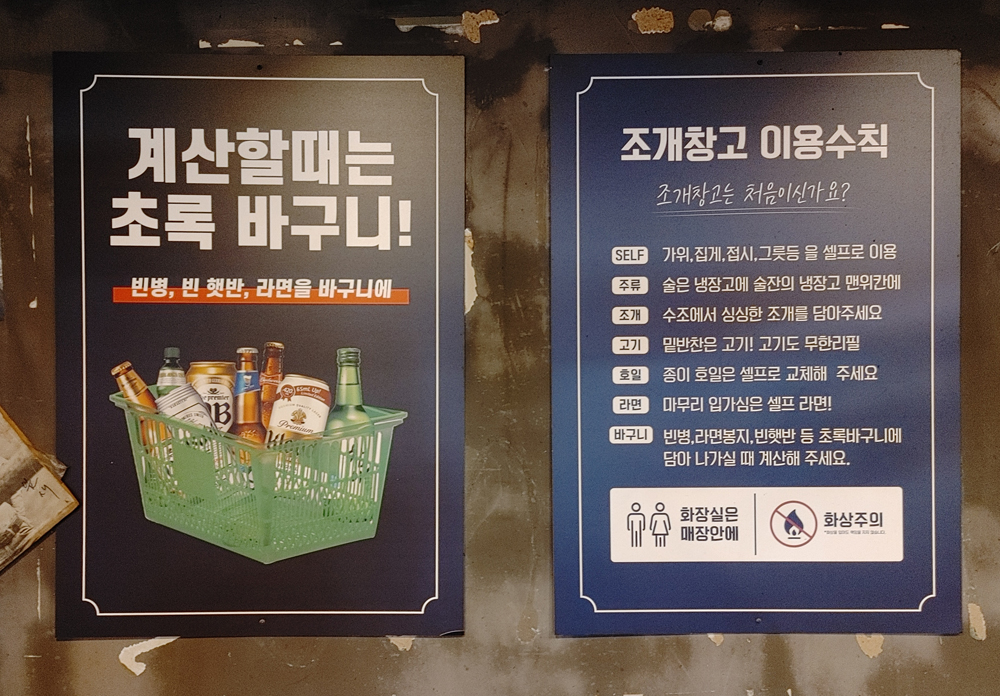 계산할때는
초록 바구니!
빈병, 빈 햇반, 라면을 바구니에
조개창고 이용수칙
조개창고는 처음이신가요?
SELF 가위,집게,접시,그릇등 을 셀프로 이용
주류 술은 냉장고에 술잔의 냉장고 맨위칸에
조개 수조에서 싱싱한 조개를 담아주세요
고기 밑반찬은 고기! 고기도 무한리필
호일 종이 호일은 셀프로 교체해 주세요
라면 마무리 입가심은 셀프 라면!
바구니 빈병,라면봉지,빈햇반 등 초록바구니에
담아 나가실 때 계산해 주세요.
화장실은
매장안에
화상주의